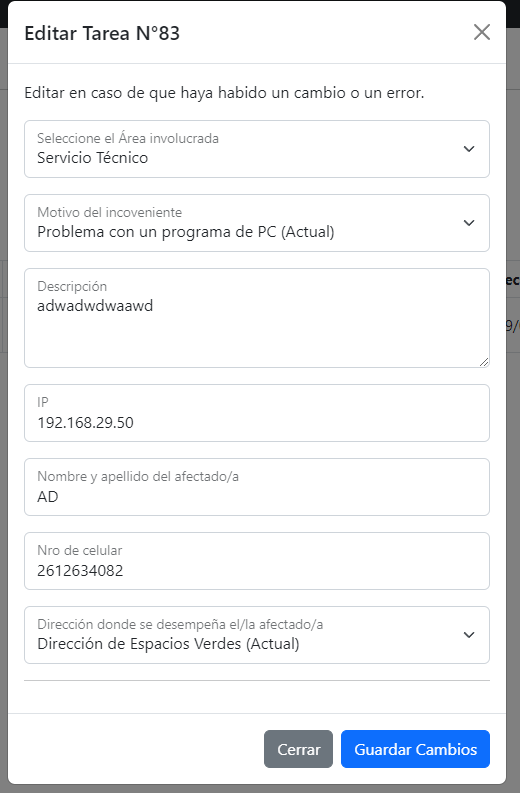 Editar Tarea N°83
Editar en caso de que haya habido un cambio o un error.
Seleccione el Área involucrada
Servicio Técnico
Motivo del incoveniente
Problema con un programa de PC (Actual)
Descripción
adwadwdwaawd
IP
192.168.29.50
Nombre y apellido del afectado/a
AD
Nro de celular
2612634082
Dirección donde se desempeña el/la afectado/a
Dirección de Espacios Verdes (Actual)
Cerrar
Guardar Cambios
ec
9/